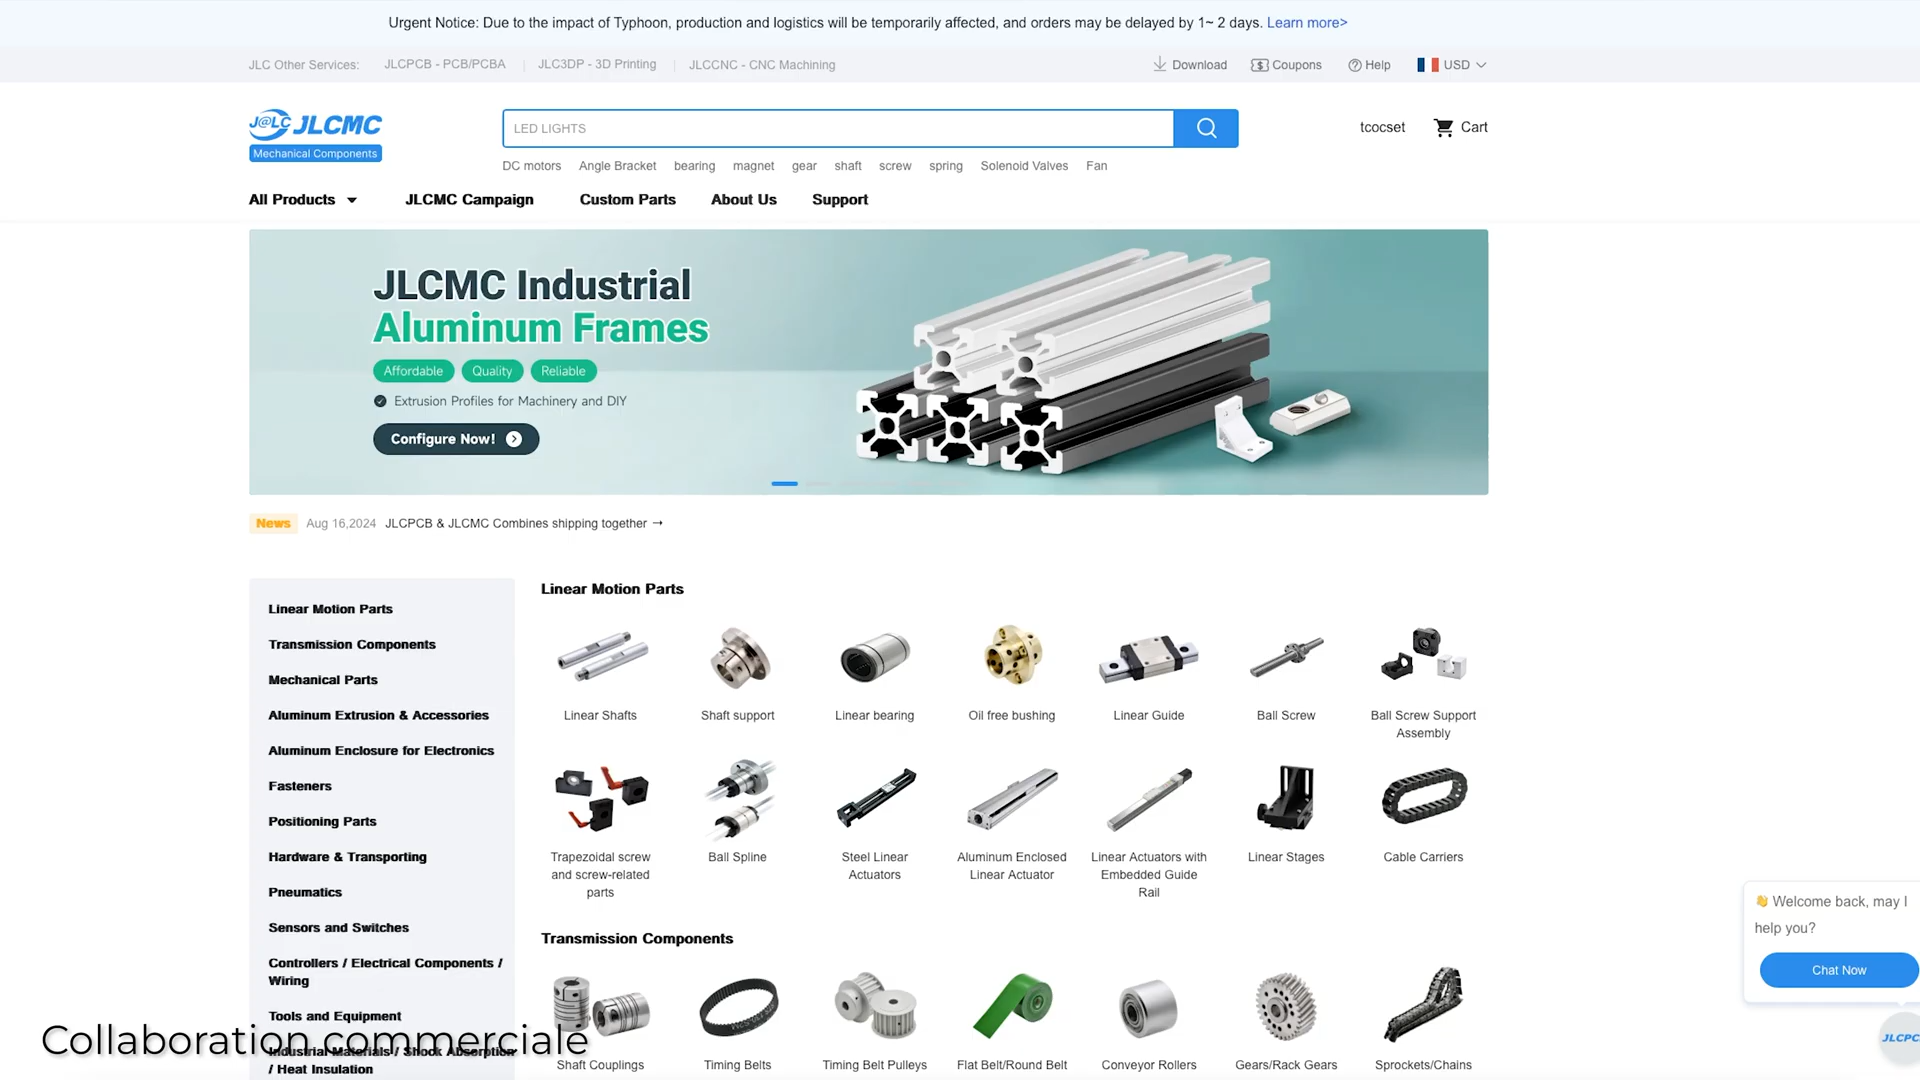 Urgent Notice: Due to the impact of Typhoon, production and logistics will be temporarily affected, and orders may be delayed by 1~ 2 days. Learn more>
JLC Other Services: JLCPCB - PCB/PCBA JLC3DP - 3D Printing JLCCNC - CNC Machining Download Coupons Help USD
J@LC JLCMC
Mechanical Components
LED LIGHTS
tcocset Cart
DC motors Angle Bracket bearing magnet gear shaft screw spring Solenoid Valves Fan
All Products JLCMC Campaign Custom Parts About Us Support
JLCMC Industrial
Aluminum Frames
Affordable Quality Reliable
Extrusion Profiles for Machinery and DIY
Configure Now!
News Aug 16,2024 JLCPCB & JLCMC Combines shipping together →
Linear Motion Parts
Transmission Components
Mechanical Parts
Aluminum Extrusion & Accessories
Aluminum Enclosure for Electronics
Fasteners
Positioning Parts
Hardware & Transporting
Pneumatics
Sensors and Switches
Controllers / Electrical Components /
Wiring
Tools and Equipment
Industrial Materials / Shock Absorption
/ Heat Insulation
Linear Motion Parts
Linear Shafts
Shaft support
Linear bearing
Oil free bushing
Linear Guide
Ball Screw
Ball Screw Support
Assembly
Trapezoidal screw
and screw-related
parts
Ball Spline
Steel Linear
Actuators
Aluminum Enclosed
Linear Actuator
Linear Actuators with
Embedded Guide
Rail
Linear Stages
Cable Carriers
Transmission Components
Shaft Couplings
Timing Belts
Timing Belt Pulleys
Flat Belt/Round Belt
Conveyor Rollers
Gears/Rack Gears
Sprockets/Chains
👋 Welcome back, may I
help you?
Chat Now
JLCPC
Collaboration commerciale